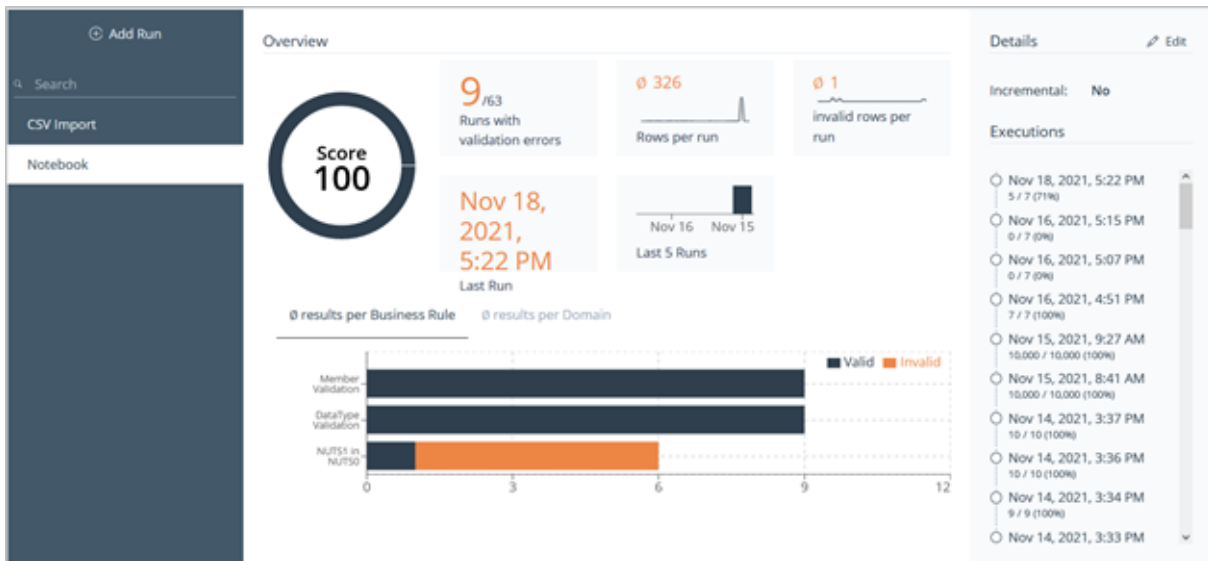 Add Run
Search
CSV Import
Notebook
Overview
Score
100
9/63
Runs with
validation errors
Ø 326
Rows per run
Ø 1
invalid rows per
run
Nov 18,
2021,
5:22 PM
Last Run
Nov 16 Nov 15
Last 5 Runs
Ø results per Business Rule Ø results per Domain
Valid Invalid
Member
Validation
DataType
Validation
NUTS1 in
NUTS0
0 3 6 9 12
Details Edit
Incremental: No
Executions
Nov 18, 2021, 5:22 PM
5 / 7 (71%)
Nov 16, 2021, 5:15 PM
0 / 7 (0%)
Nov 16, 2021, 5:07 PM
0 / 7 (0%)
Nov 16, 2021, 4:51 PM
7 / 7 (100%)
Nov 15, 2021, 9:27 AM
10,000 / 10,000 (100%)
Nov 15, 2021, 8:41 AM
10,000 / 10,000 (100%)
Nov 14, 2021, 3:37 PM
10 / 10 (100%)
Nov 14, 2021, 3:36 PM
10 / 10 (100%)
Nov 14, 2021, 3:34 PM
9 / 9 (100%)
Nov 14, 2021, 3:33 PM